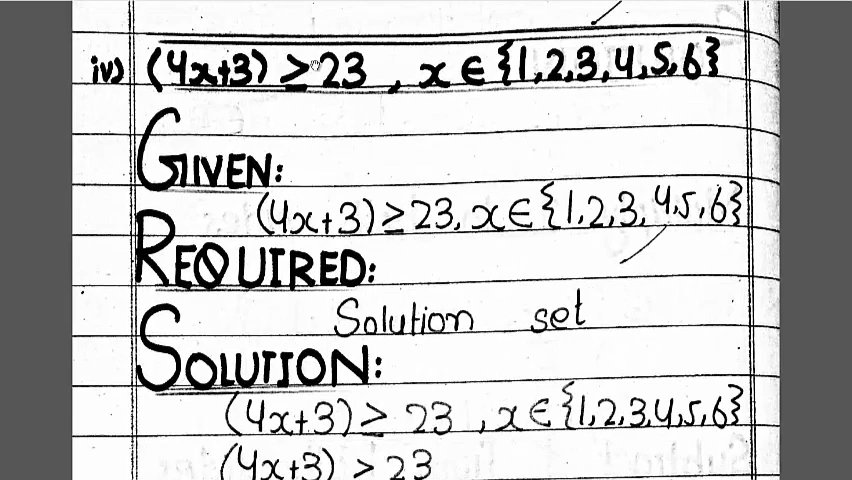 iv) (4x+3) ≥ 23 , x ∈ {1,2,3,4,5,6}
GIVEN:
(4x+3) ≥ 23, x ∈ {1,2,3,4,5,6}
REQUIRED:
Solution set
SOLUTION:
(4x+3) ≥ 23 , x ∈ {1,2,3,4,5,6}
(4x+3) > 23